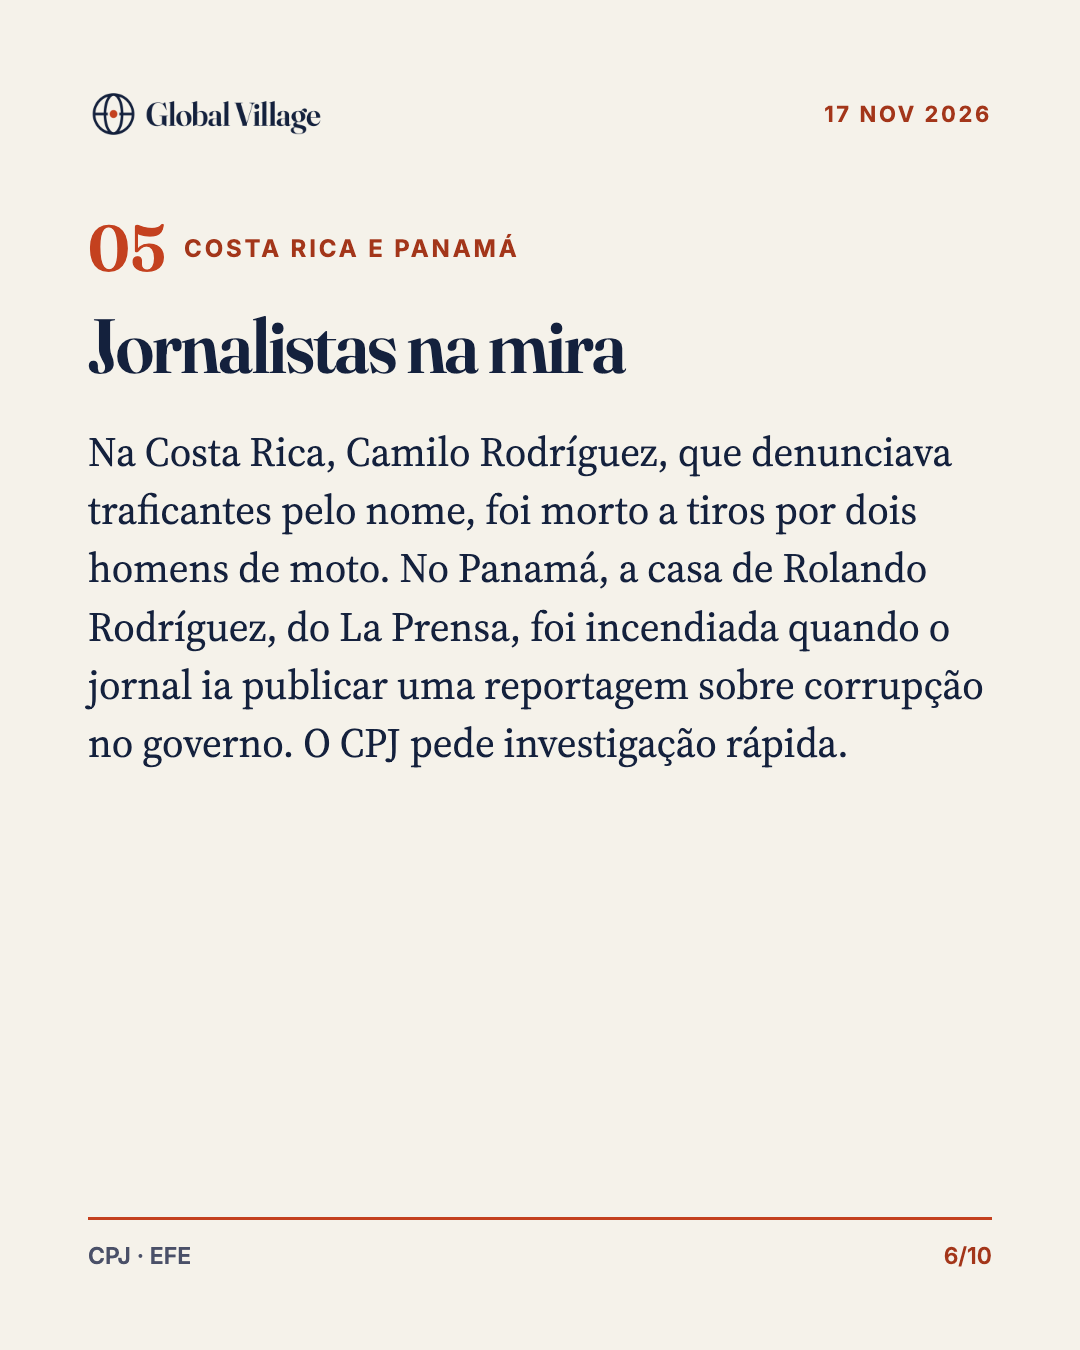 Global Village
17 NOV 2026
05 COSTA RICA E PANAMÁ
Jornalistas na mira
Na Costa Rica, Camilo Rodríguez, que denunciava
traficantes pelo nome, foi morto a tiros por dois
homens de moto. No Panamá, a casa de Rolando
Rodríguez, do La Prensa, foi incendiada quando o
jornal ia publicar uma reportagem sobre corrupção
no governo. O CPJ pede investigação rápida.
CPJ · EFE
6/10